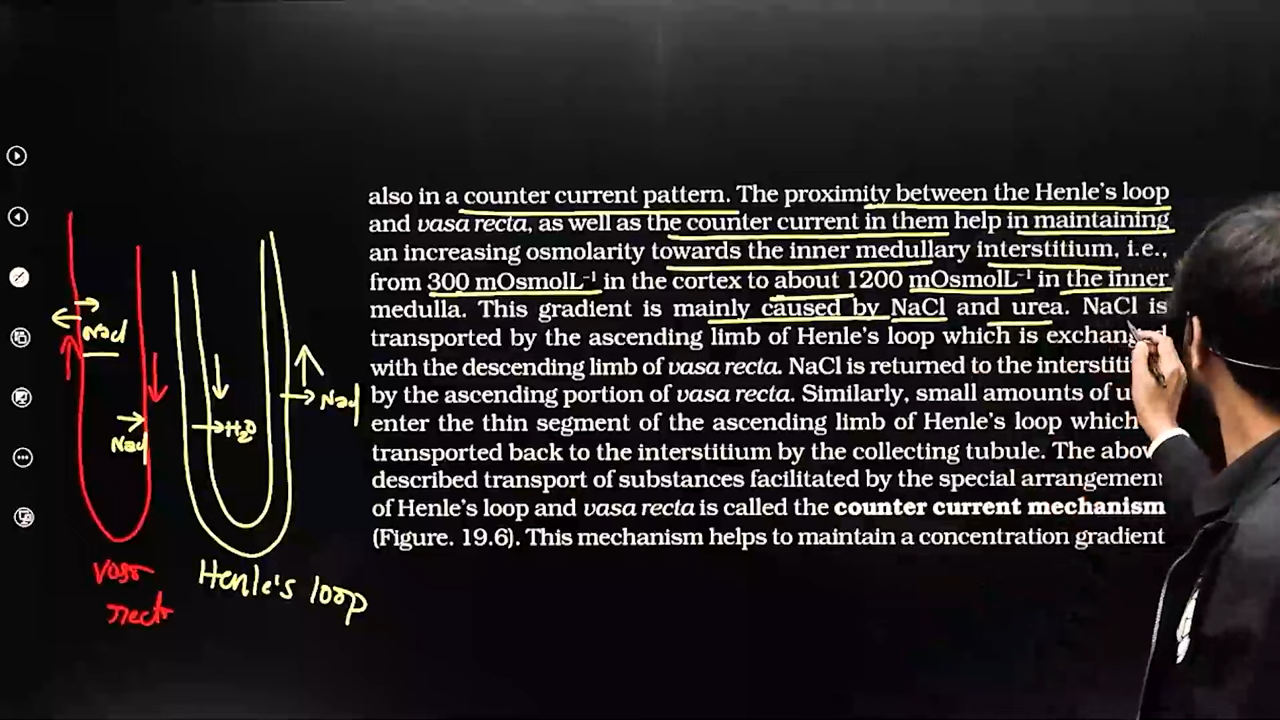 also in a counter current pattern. The proximity between the Henle's loop
and vasa recta, as well as the counter current in them help in maintaining
an increasing osmolarity towards the inner medullary interstitium, i.e.,
from 300 mOsmolL⁻¹ in the cortex to about 1200 mOsmolL⁻¹ in the inner
medulla. This gradient is mainly caused by NaCl and urea. NaCl is
transported by the ascending limb of Henle's loop which is
with the descending limb of vasa recta. NaCl is returned to the
by the ascending portion of vasa recta. Similarly, small amounts of
enter the thin segment of the ascending limb of Henle's loop which
transported back to the interstitium by the collecting tubule. The
described transport of substances facilitated by the special
of Henle's loop and vasa recta is called the counter current mechanism
(Figure. 19.6). This mechanism helps to maintain a concentration gradient
NaCl
NaCl
H₂O
NaCl
Henle's loop